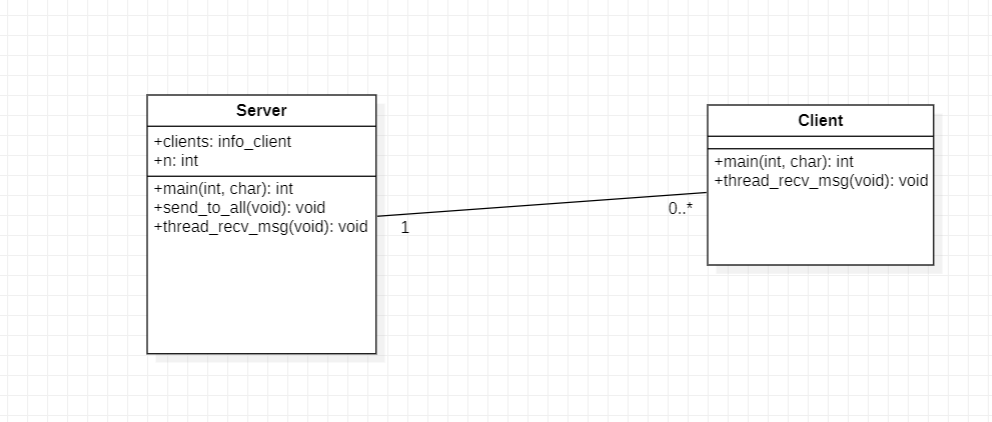 Server
+clients: info_client
+n: int
+main(int, char): int
+send_to_all(void): void
+thread_recv_msg(void): void
1
0..*
Client
+main(int, char): int
+thread_recv_msg(void): void